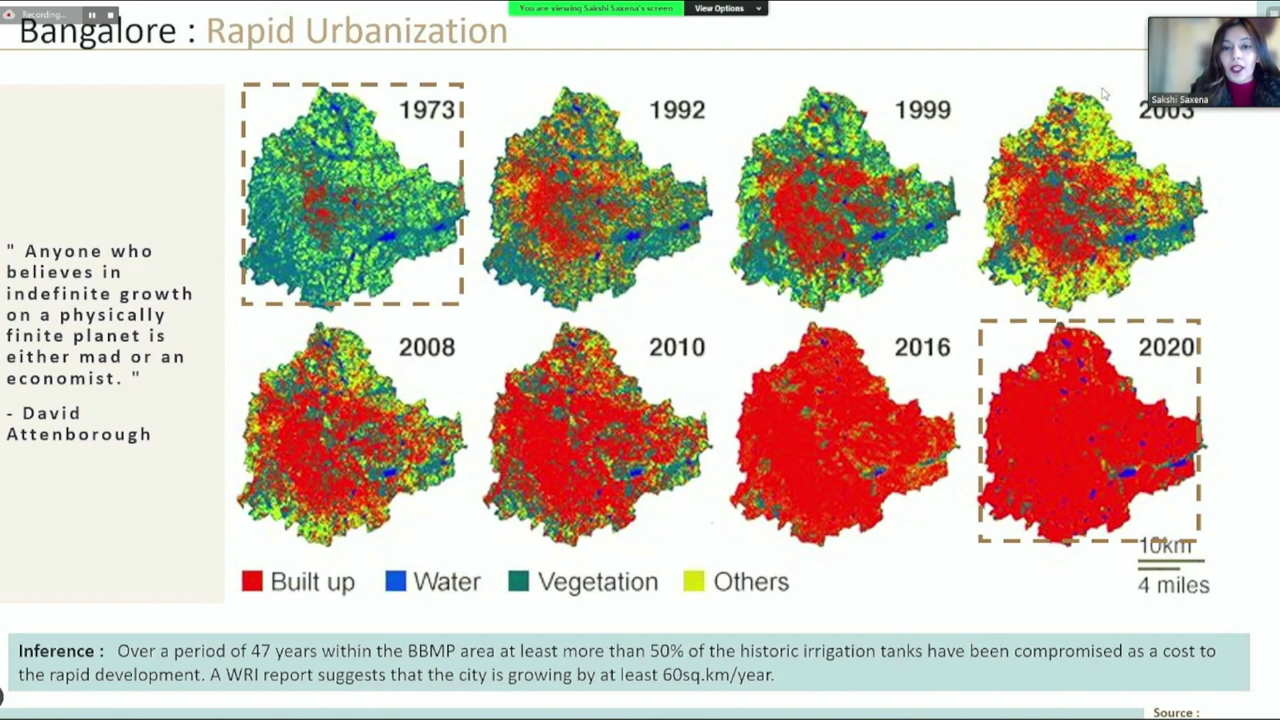 Recording...
You are viewing Sakshi Saxena's screen
View Options
Bangalore : Rapid Urbanization
Sakshi Saxena
1973
1992
1999
2003
" Anyone who
believes in
indefinite growth
on a physically
finite planet is
either mad or an
economist. "
- David
Attenborough
2008
2010
2016
2020
10km
4 miles
Built up
Water
Vegetation
Others
Inference : Over a period of 47 years within the BBMP area at least more than 50% of the historic irrigation tanks have been compromised as a cost to
the rapid development. A WRI report suggests that the city is growing by at least 60sq.km/year.
Source :